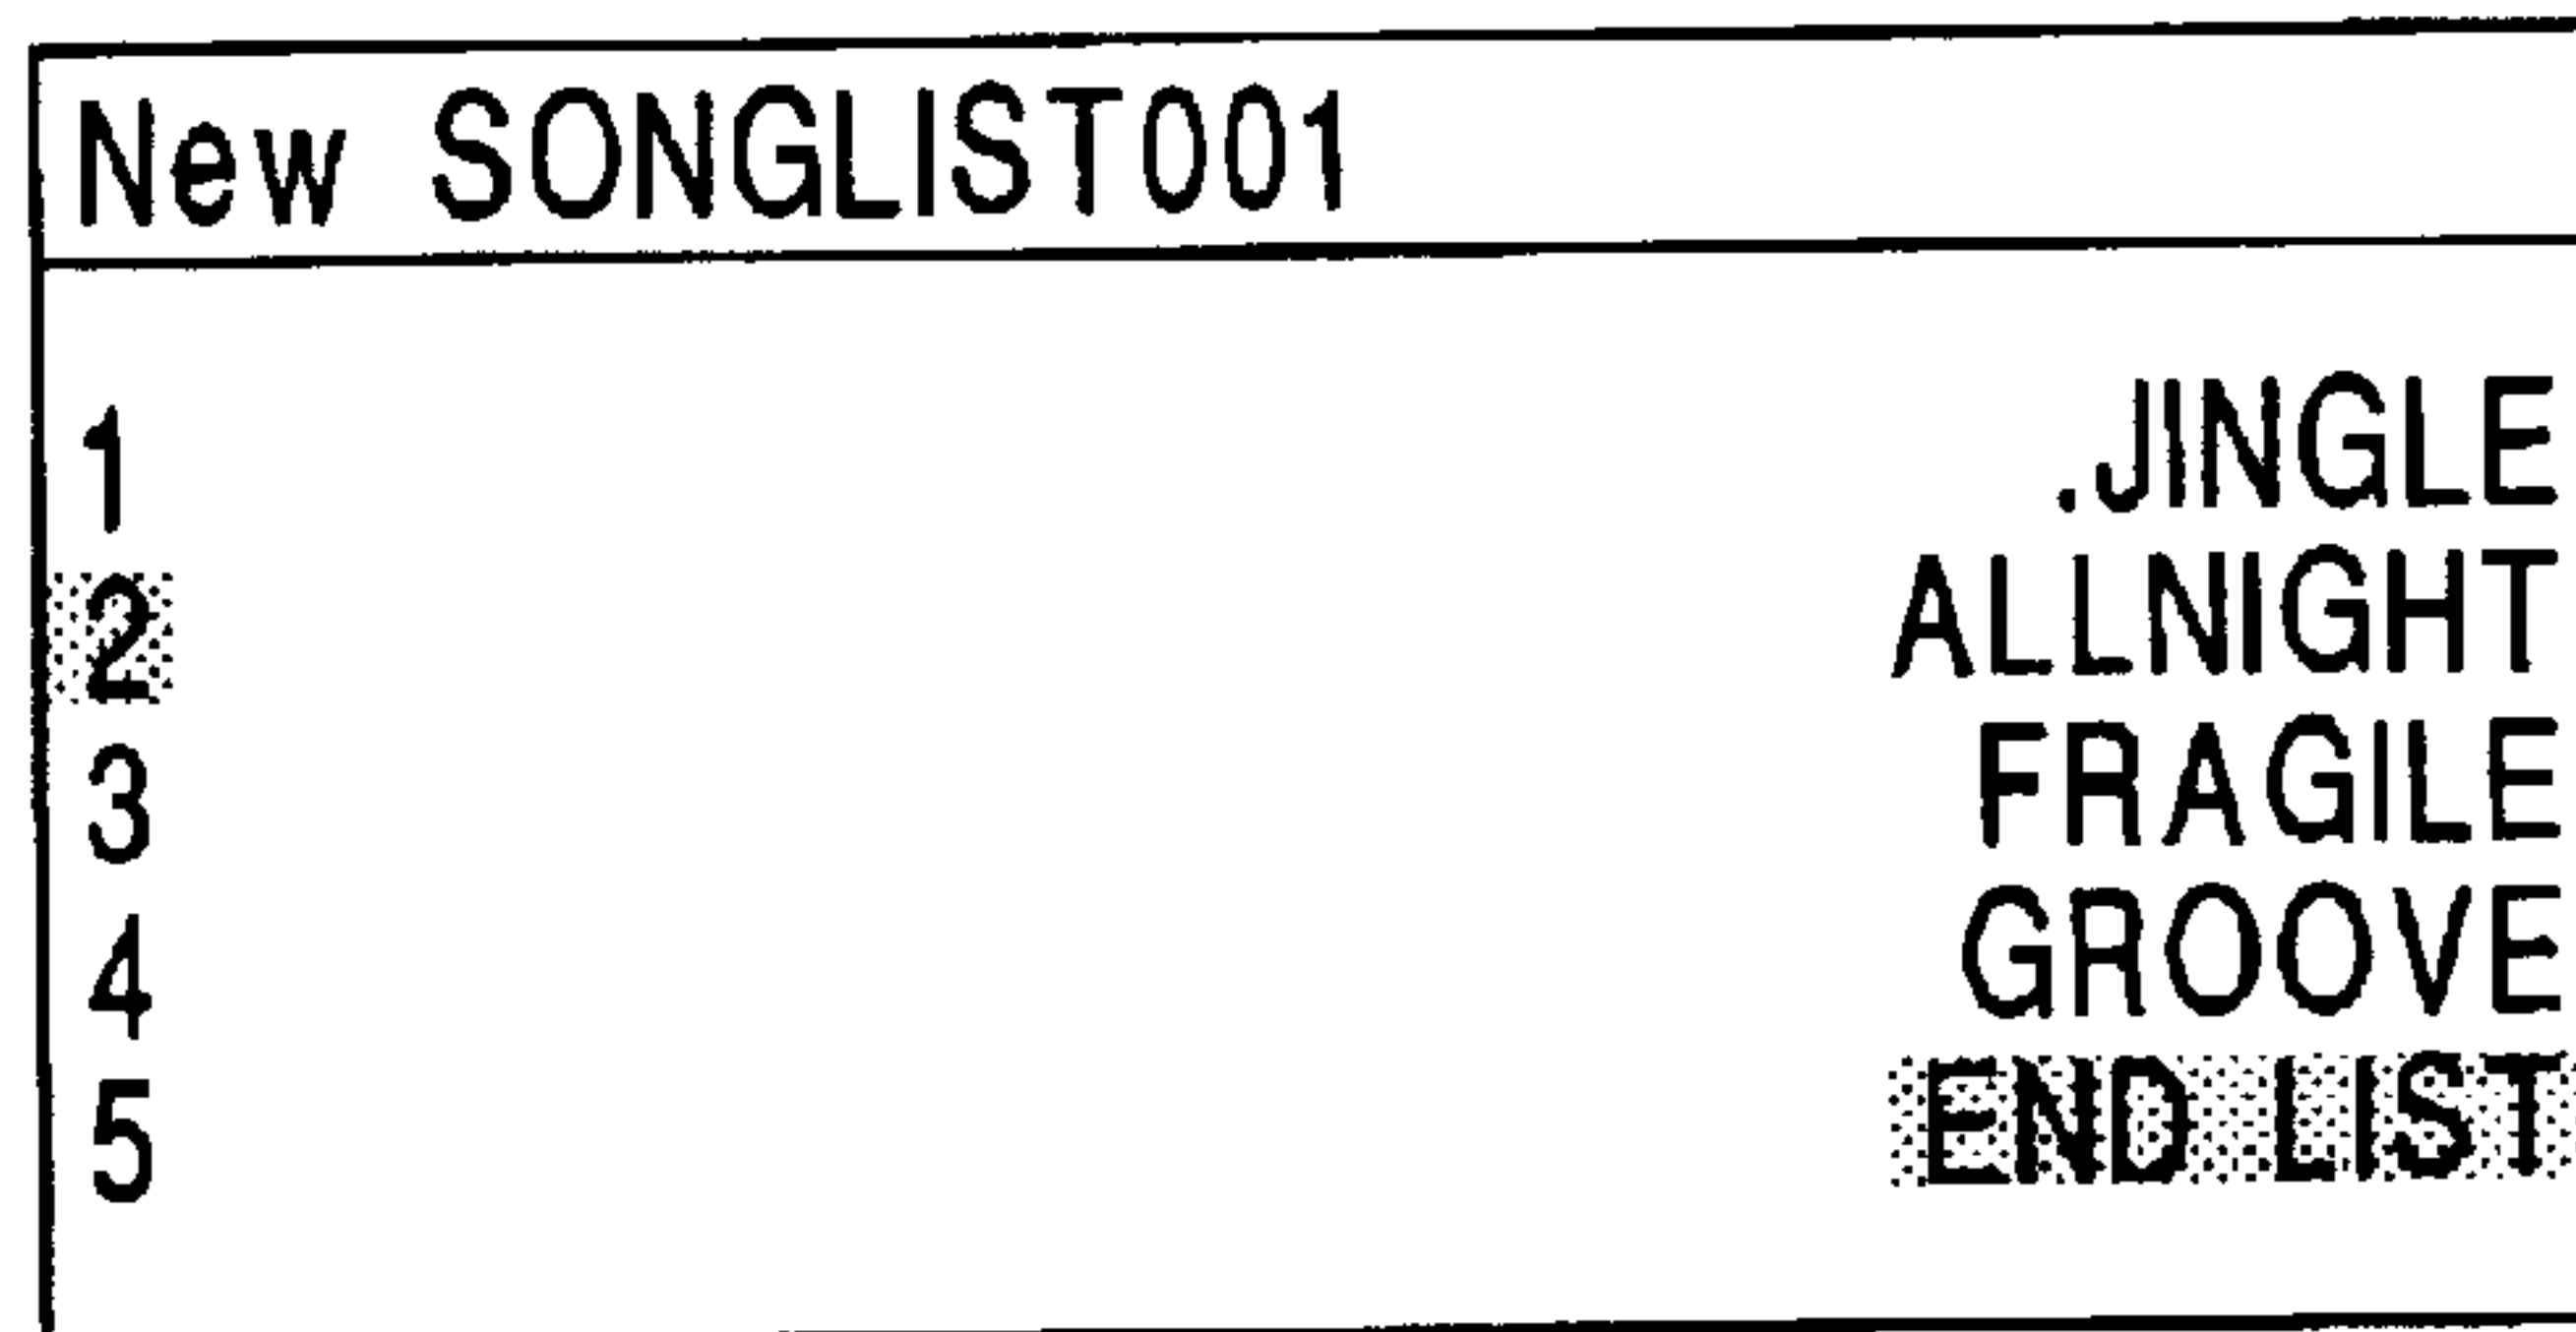 New SONGLIST001
1 .JINGLE
2 ALLNIGHT
3 FRAGILE
4 GROOVE
5 END LIST